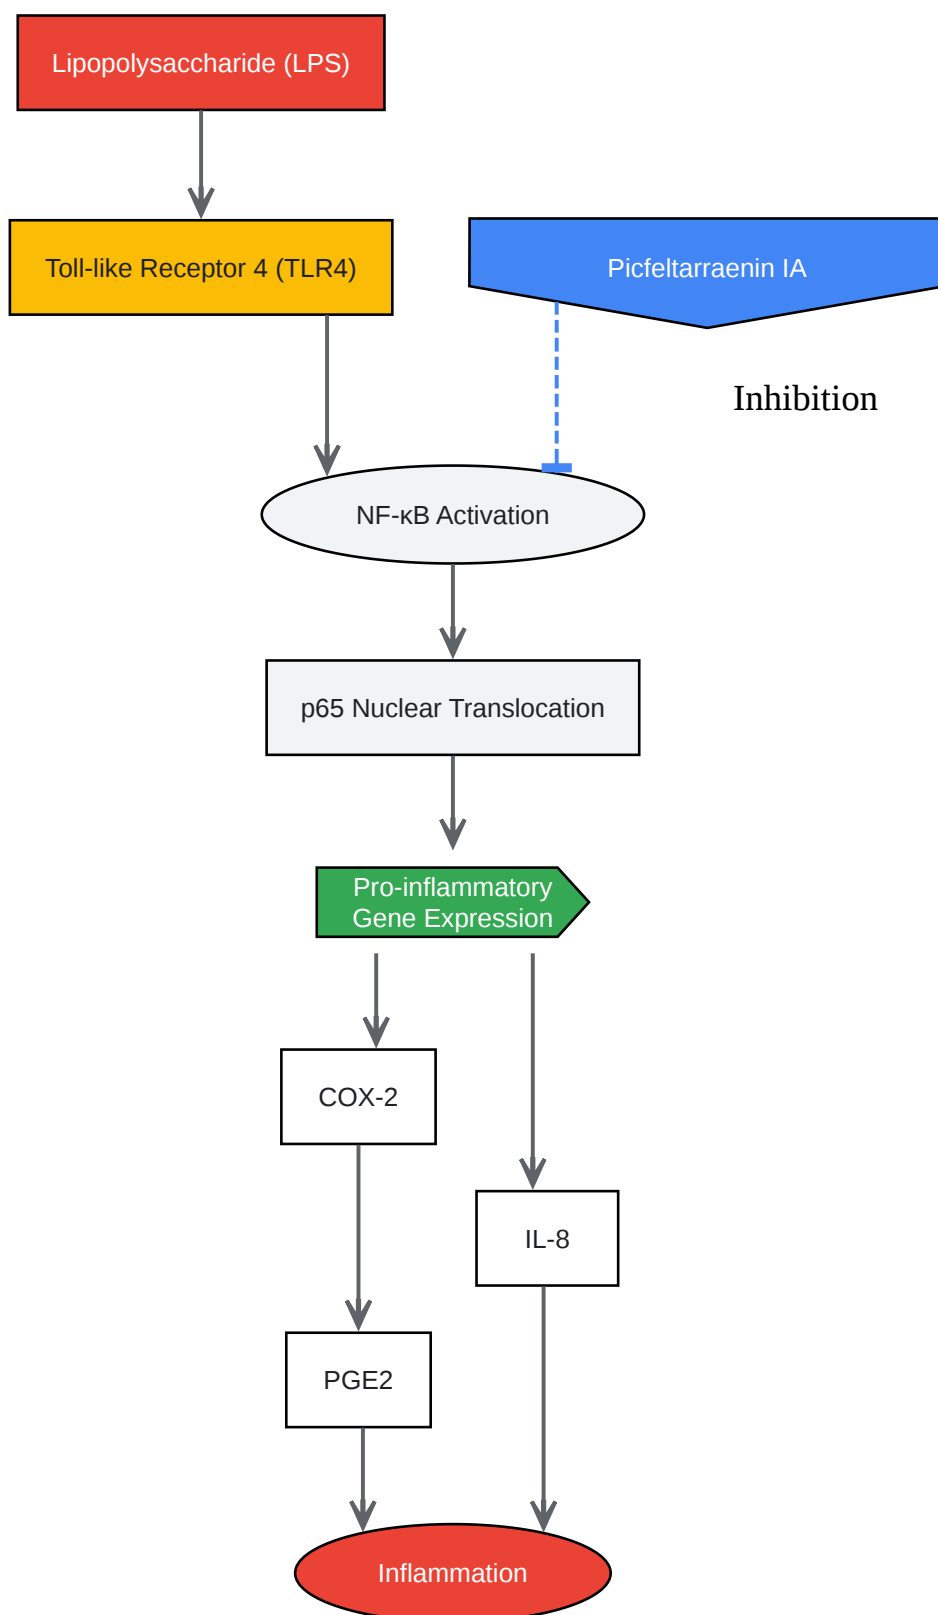 Lipopolysaccharide (LPS)
Toll-like Receptor 4 (TLR4)
Picfeltarraenin IA
Inhibition
NF-κB Activation
p65 Nuclear Translocation
Pro-inflammatory
Gene Expression
COX-2
IL-8
PGE2
Inflammation